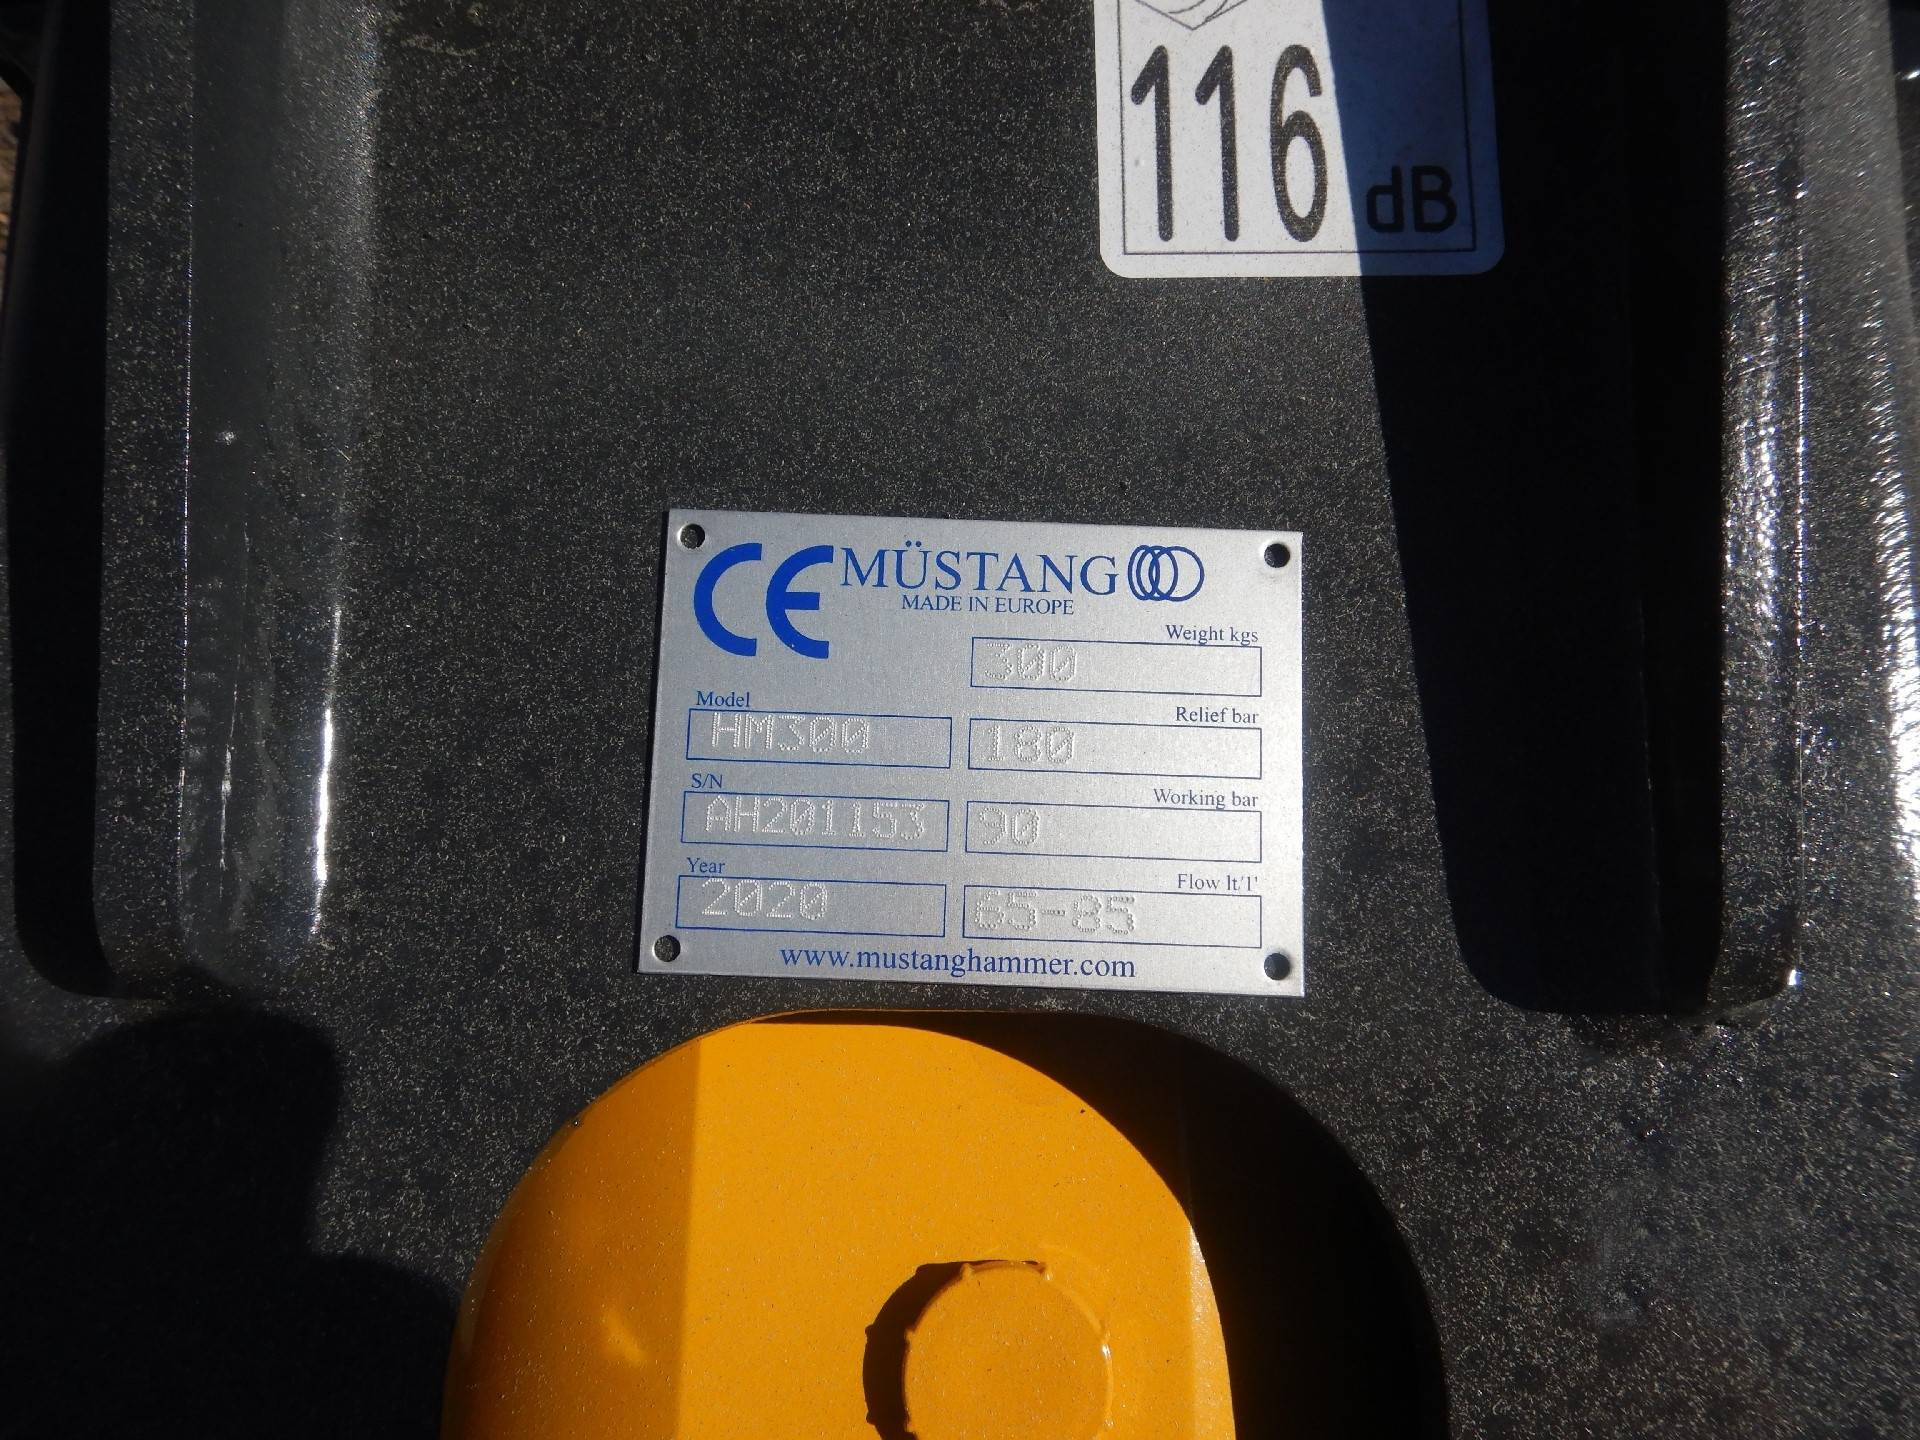 116 dB
CE MÜSTANG
MADE IN EUROPE
Weight kgs
300
Model
HM300
Relief bar
180
S/N
AH201153
Working bar
90
Year
2020
Flow lt/1'
65-85
www.mustanghammer.com